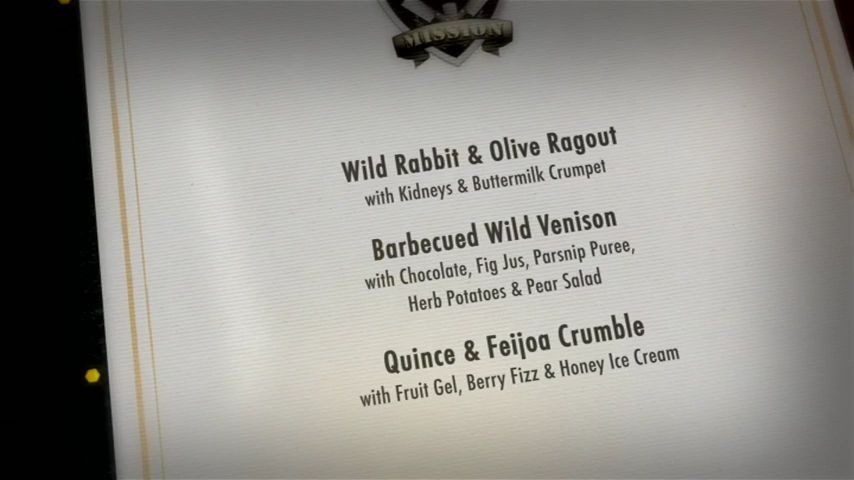 MISSION
Wild Rabbit & Olive Ragout
with Kidneys & Buttermilk Crumpet
Barbecued Wild Venison
with Chocolate, Fig Jus, Parsnip Puree,
Herb Potatoes & Pear Salad
Quince & Feijoa Crumble
with Fruit Gel, Berry Fizz & Honey Ice Cream